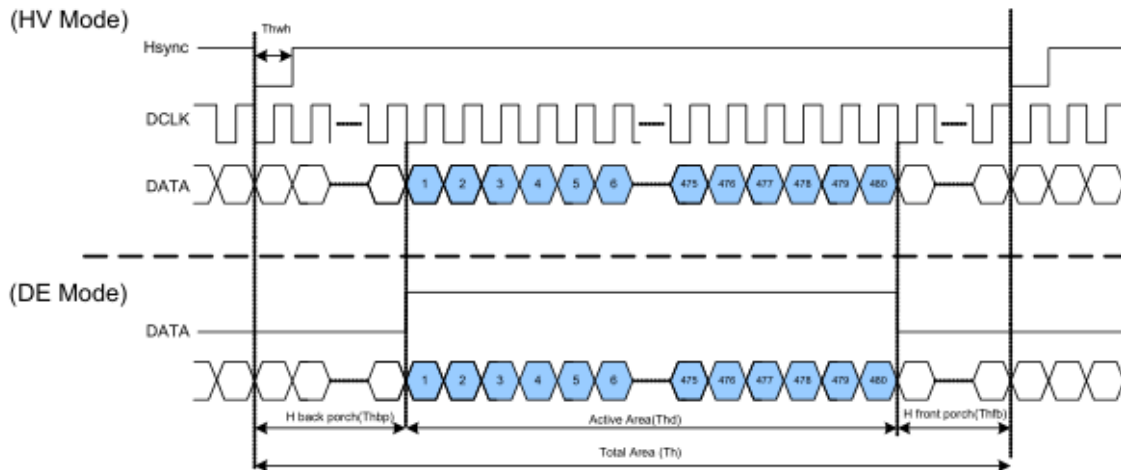 (HV Mode)
Thwh
Hsync
DCLK
DATA
1 2 3 4 5 6 475 476 477 478 479 480
(DE Mode)
DATA
1 2 3 4 5 6 475 476 477 478 479 480
H back porch(Thbp) Active Area(Thd) H front porch(Thfb)
Total Area (Th)